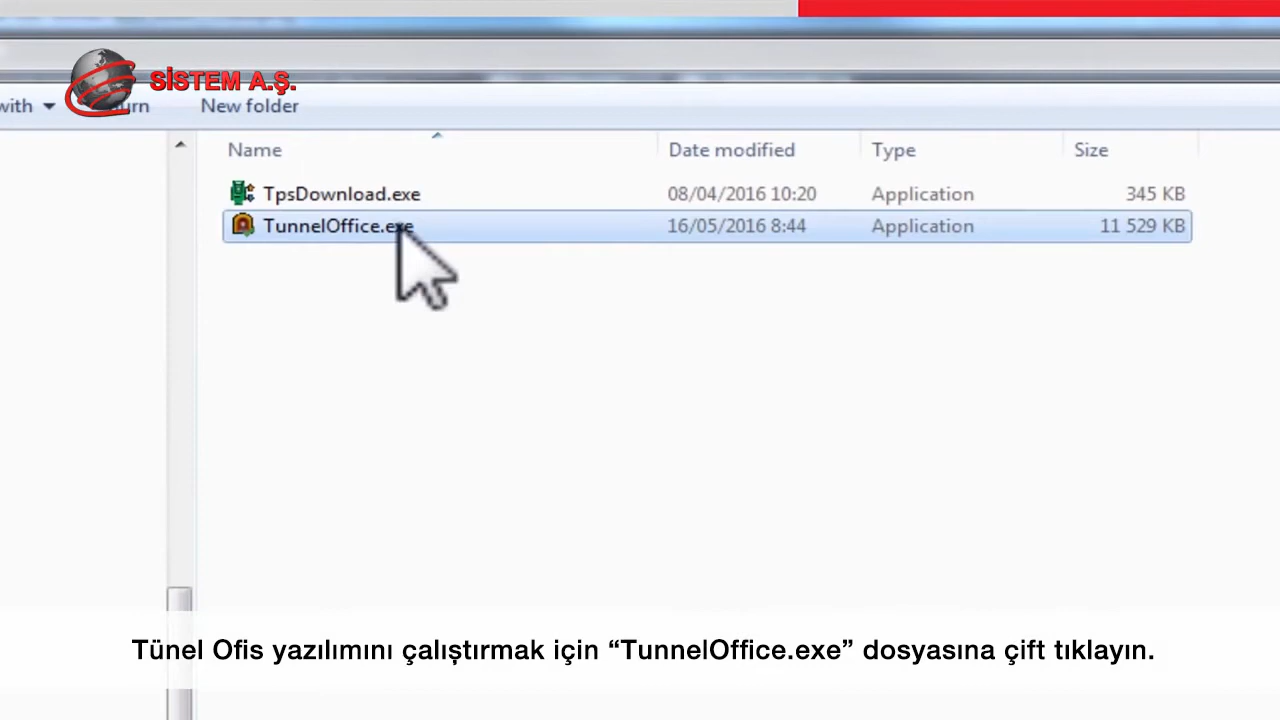 SİSTEM A.Ş.
with urn New folder
Name Date modified Type Size
TpsDownload.exe 08/04/2016 10:20 Application 345 KB
TunnelOffice.exe 16/05/2016 8:44 Application 11 529 KB
Tünel Ofis yazılımını çalıştırmak için “TunnelOffice.exe” dosyasına çift tıklayın.